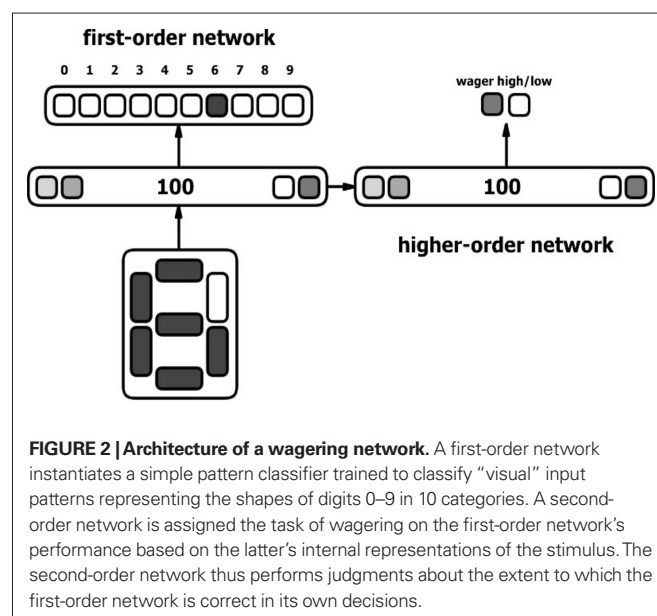 first-order network
0 1 2 3 4 5 6 7 8 9
wager high/low
100
100
higher-order network
FIGURE 2 | Architecture of a wagering network. A first-order network
instantiates a simple pattern classifier trained to classify “visual” input
patterns representing the shapes of digits 0–9 in 10 categories. A second-
order network is assigned the task of wagering on the first-order network’s
performance based on the latter’s internal representations of the stimulus. The
second-order network thus performs judgments about the extent to which the
first-order network is correct in its own decisions.